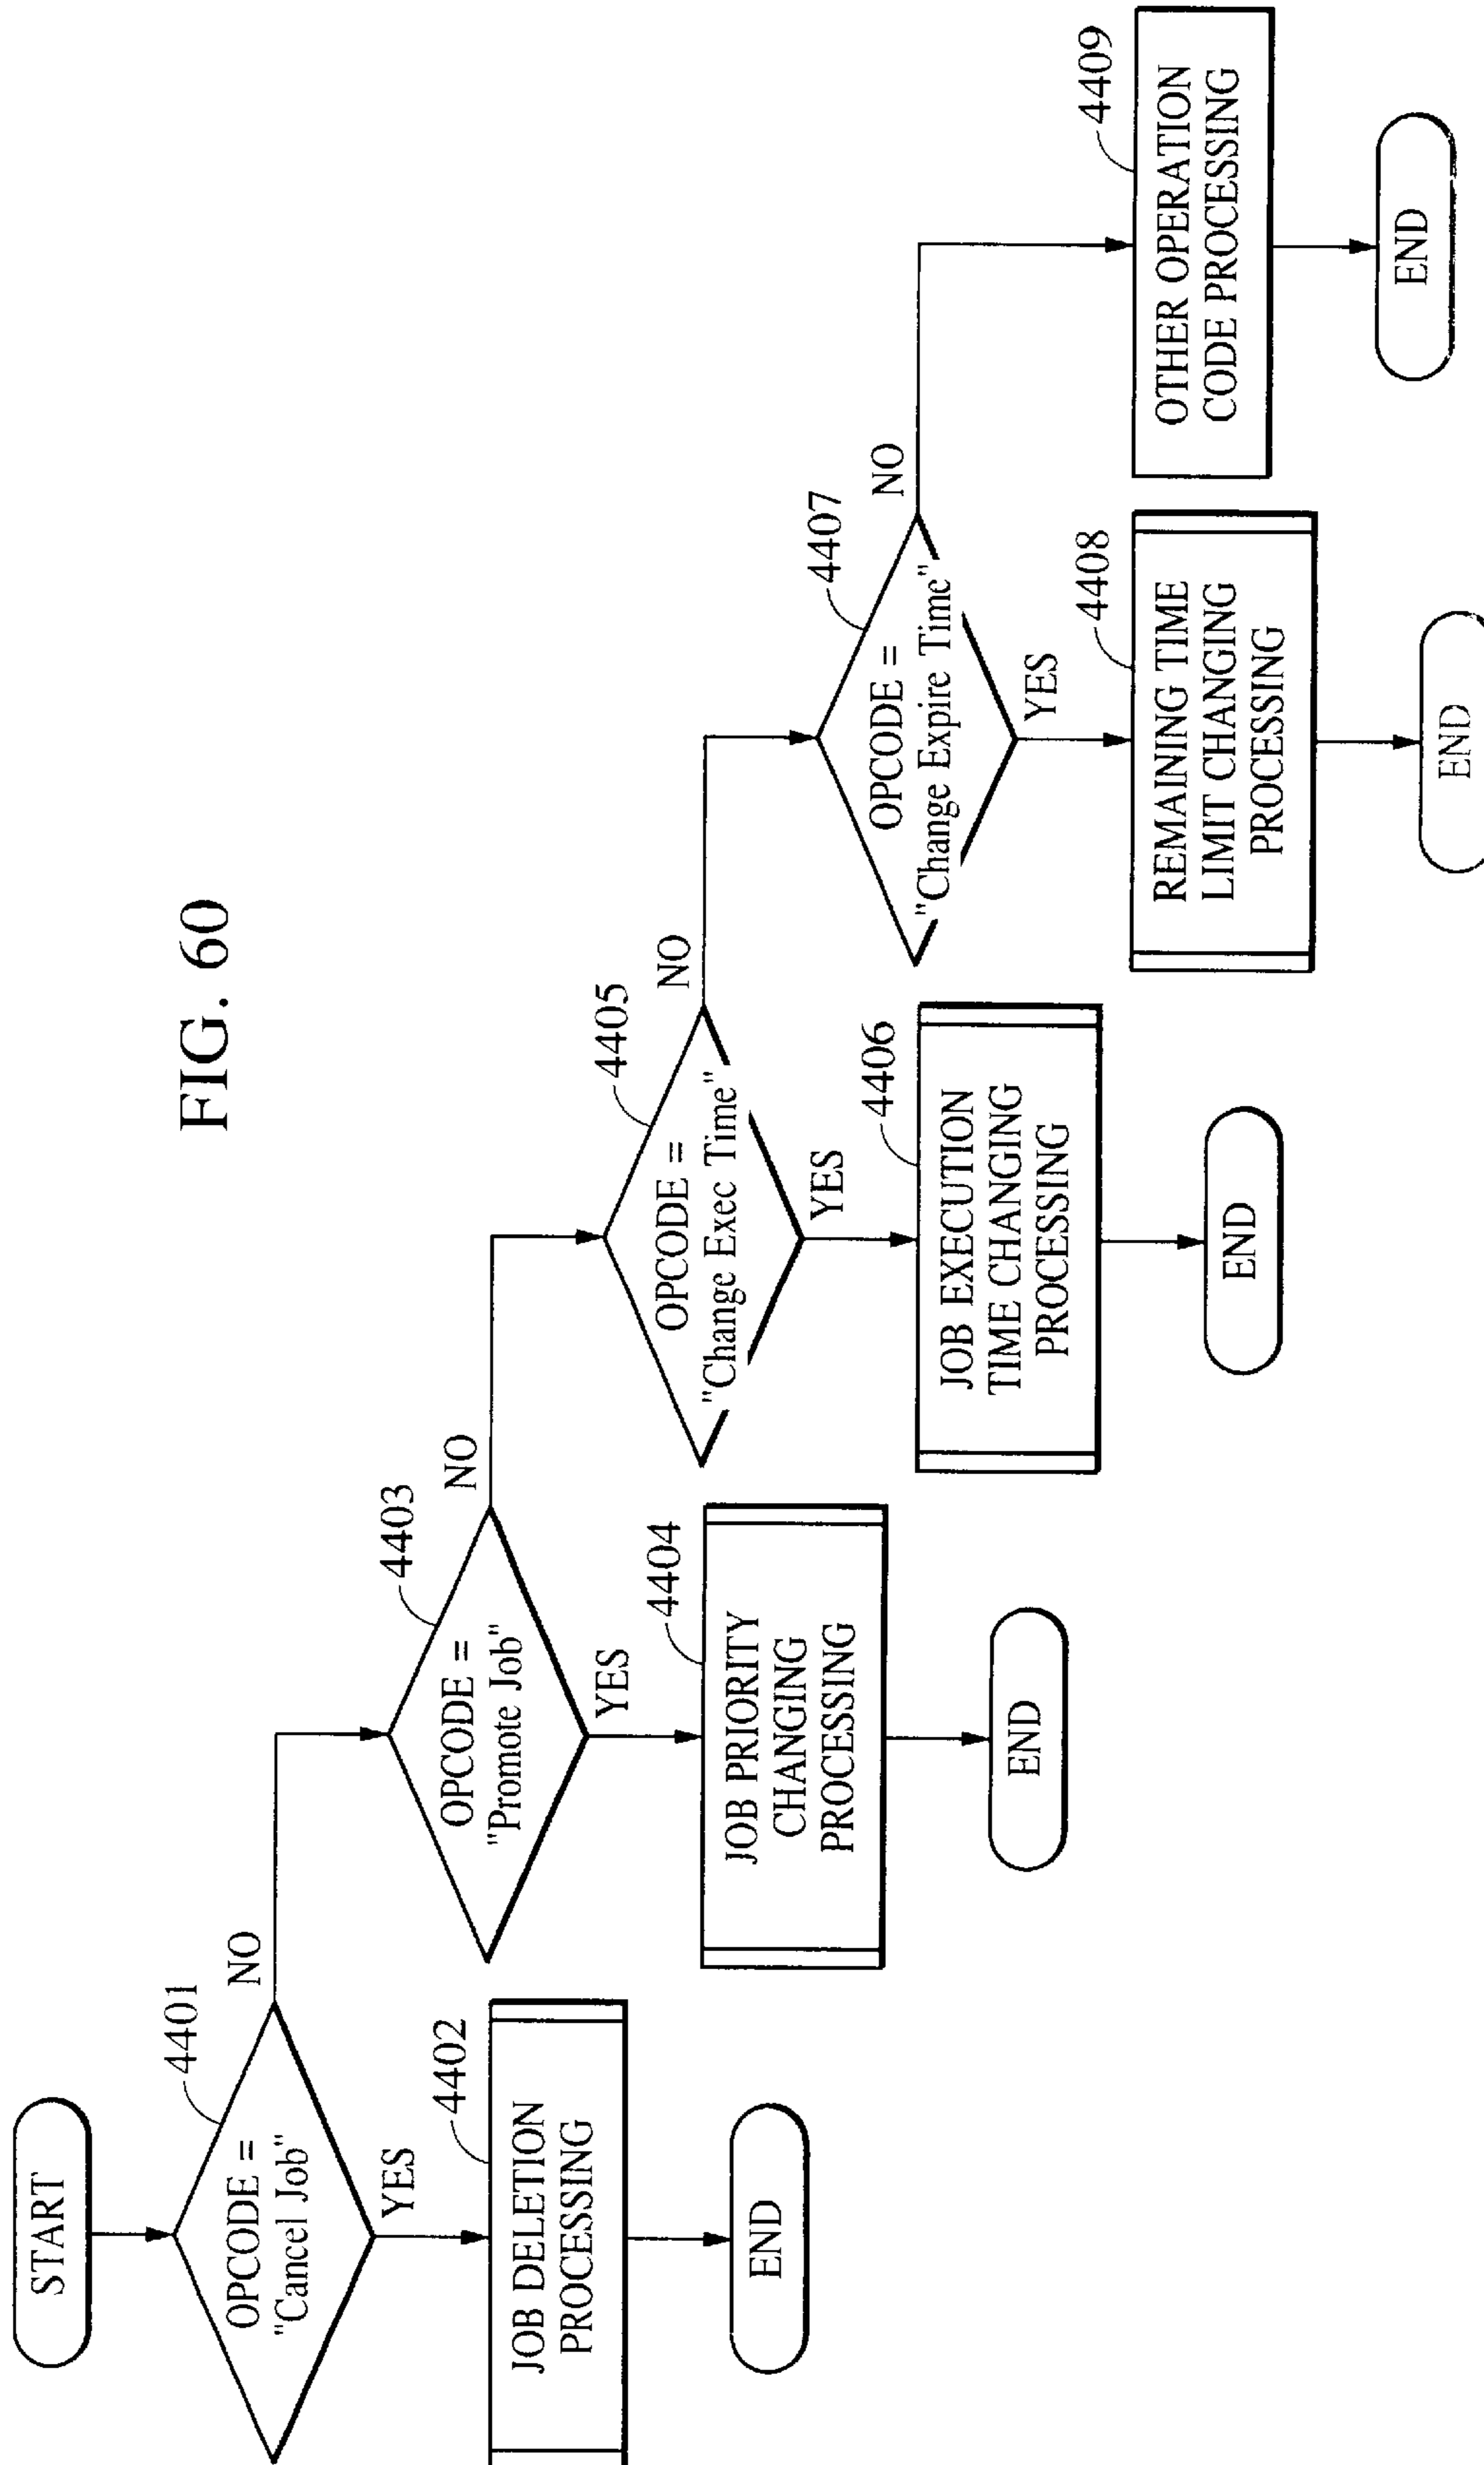 FIG. 60
START
4401
OPCODE =
"Cancel Job"
NO
YES
4402
JOB DELETION
PROCESSING
END
4403
OPCODE =
"Promote Job"
NO
YES
4404
JOB PRIORITY
CHANGING
PROCESSING
END
4405
OPCODE =
"Change Exec Time"
NO
YES
4406
JOB EXECUTION
TIME CHANGING
PROCESSING
END
4407
OPCODE =
"Change Expire Time"
NO
YES
4408
REMAINING TIME
LIMIT CHANGING
PROCESSING
END
4409
OTHER OPERATION
CODE PROCESSING
END